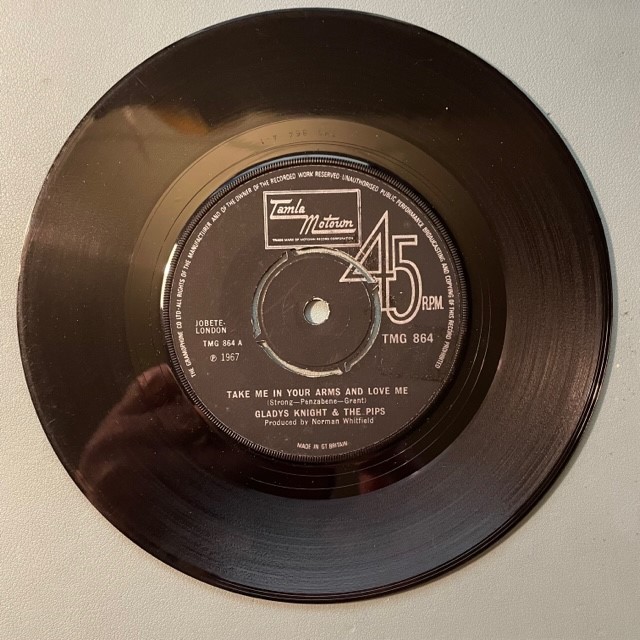 THE GRAMOPHONE CO LTD·ALL RIGHTS OF THE MANUFACTURER AND OF THE OWNER OF THE RECORDED WORK RESERVED UNAUTHORISED PUBLIC PERFORMANCE BROADCASTING AND COPYING OF THIS RECORD PROHIBITED
Tamla
Motown
TRADE MARK OF MOTOWN RECORD CORPORATION
45
R.P.M.
JOBETE-
LONDON
TMG 864 A
℗ 1967
TMG 864
TAKE ME IN YOUR ARMS AND LOVE ME
(Strong—Penzabene—Grant)
GLADYS KNIGHT & THE PIPS
Produced by Norman Whitfield
MADE IN GT BRITAIN